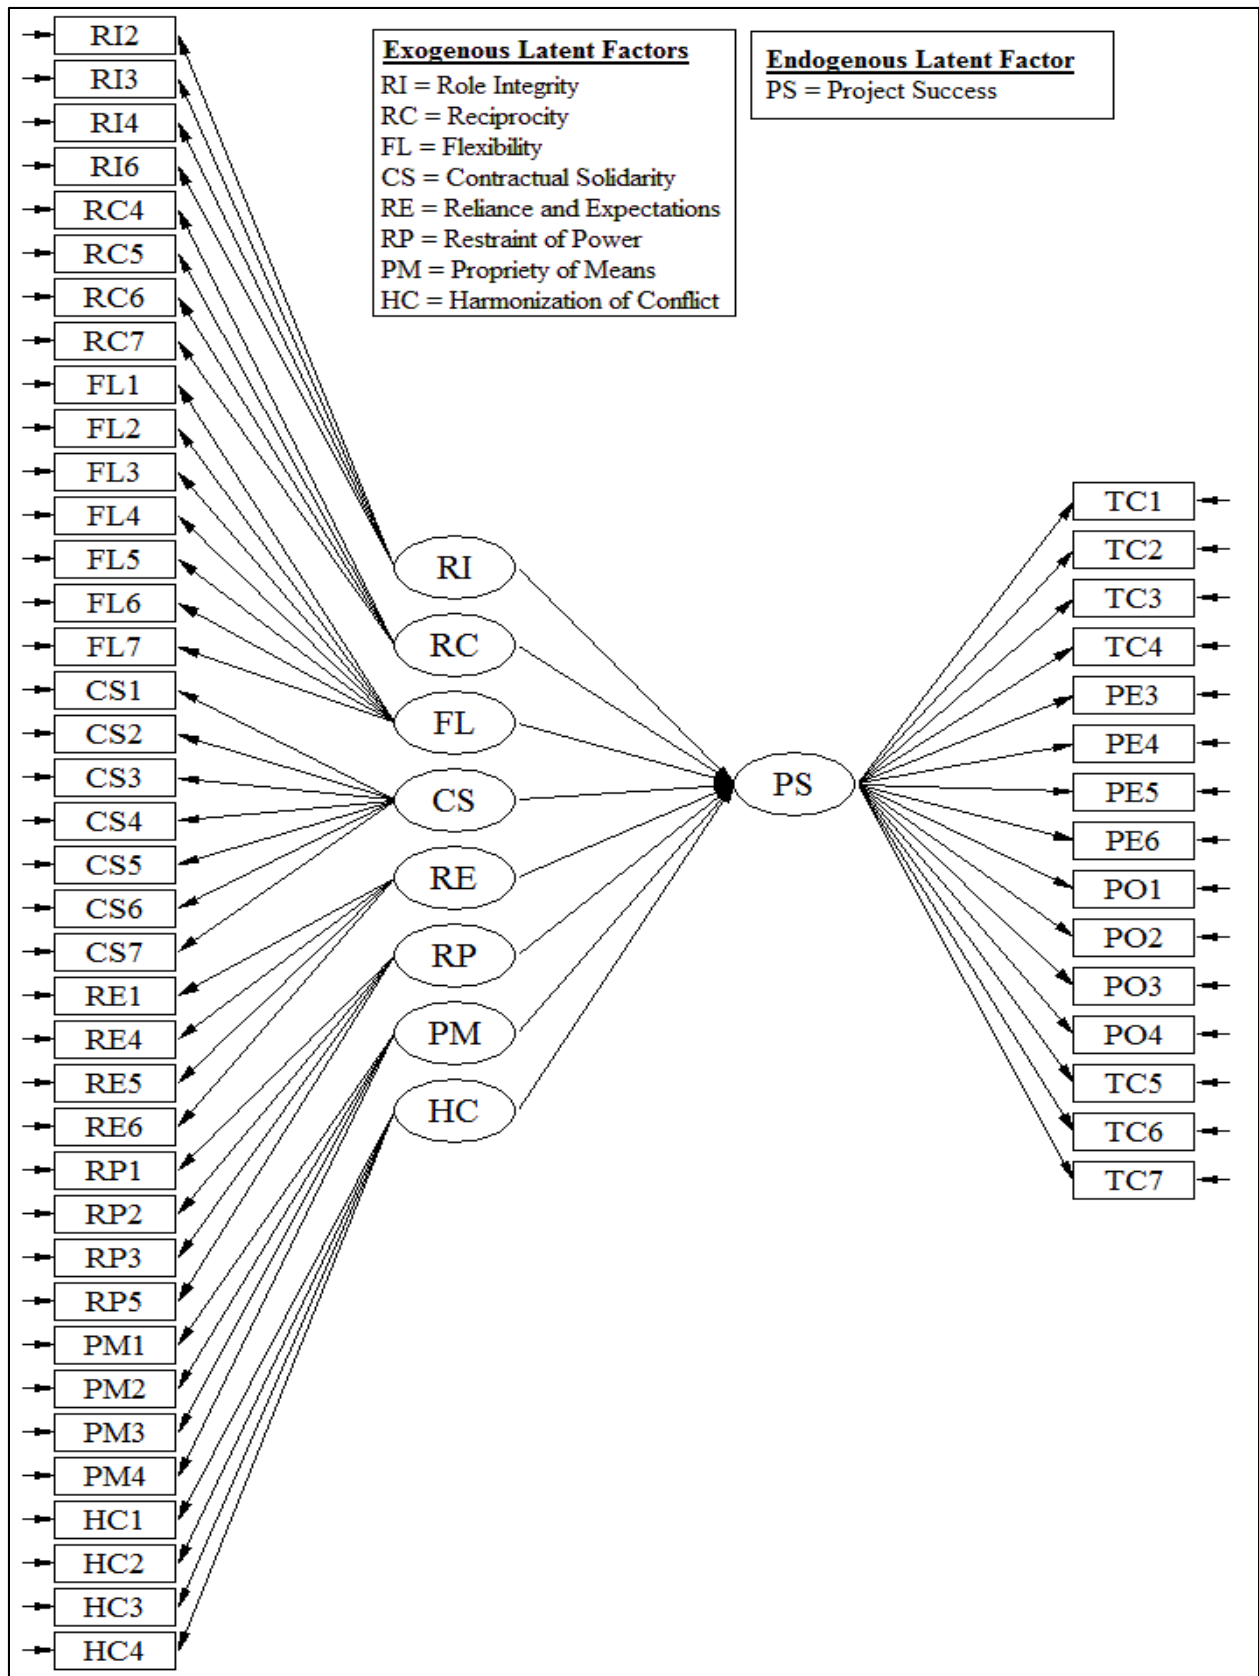 RI2
RI3
RI4
RI6
RC4
RC5
RC6
RC7
FL1
FL2
FL3
FL4
FL5
FL6
FL7
CS1
CS2
CS3
CS4
CS5
CS6
CS7
RE1
RE4
RE5
RE6
RP1
RP2
RP3
RP5
PM1
PM2
PM3
PM4
HC1
HC2
HC3
HC4
Exogenous Latent Factors
RI = Role Integrity
RC = Reciprocity
FL = Flexibility
CS = Contractual Solidarity
RE = Reliance and Expectations
RP = Restraint of Power
PM = Propriety of Means
HC = Harmonization of Conflict
Endogenous Latent Factor
PS = Project Success
RI
RC
FL
CS
RE
RP
PM
HC
PS
TC1
TC2
TC3
TC4
PE3
PE4
PE5
PE6
PO1
PO2
PO3
PO4
TC5
TC6
TC7